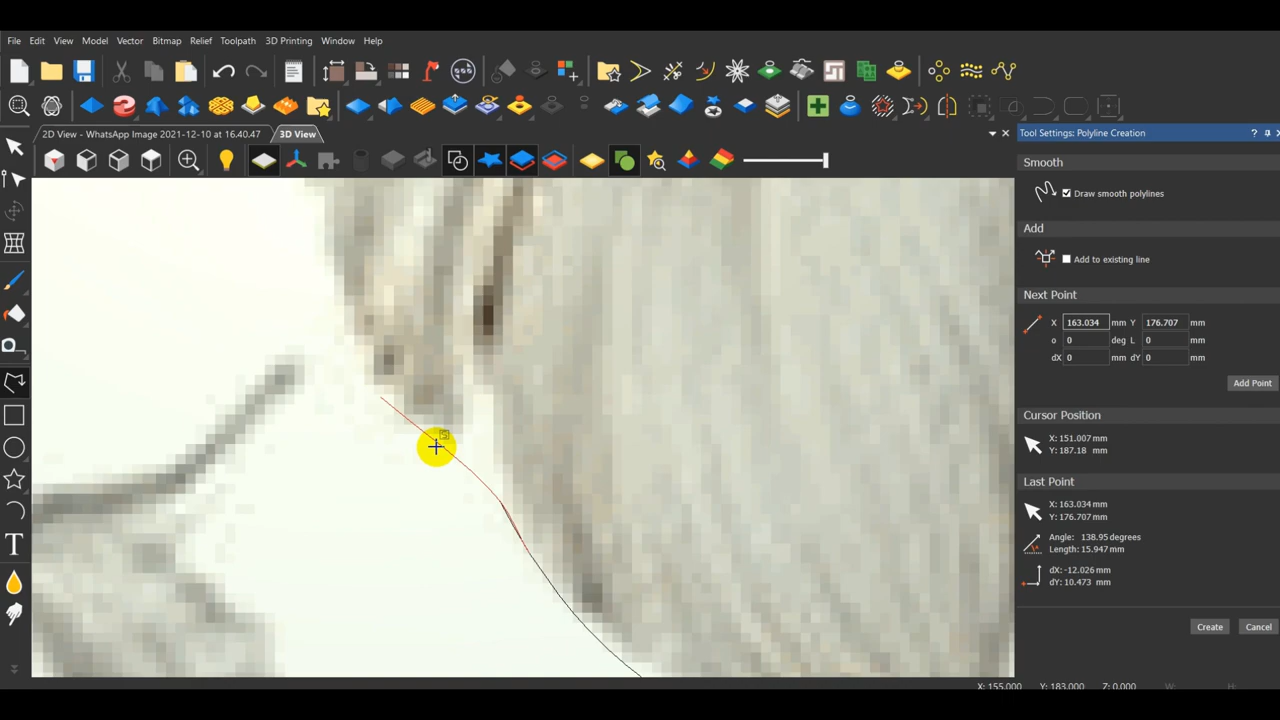 File Edit View Model Vector Bitmap Relief Toolpath 3D Printing Window Help
2D View - WhatsApp Image 2021-12-10 at 16.40.47 3D View
Tool Settings: Polyline Creation
Smooth
Draw smooth polylines
Add
Add to existing line
Next Point
X 163.034 mm Y 176.707 mm
o 0 deg L 0 mm
dX 0 mm dY 0 mm
Add Point
Cursor Position
X: 151.007 mm
Y: 187.18 mm
Last Point
X: 163.034 mm
Y: 176.707 mm
Angle: 138.95 degrees
Length: 15.947 mm
dX: -12.026 mm
dY: 10.473 mm
Create Cancel
X: 155.000 Y: 183.000 Z: 0.000 W: H: